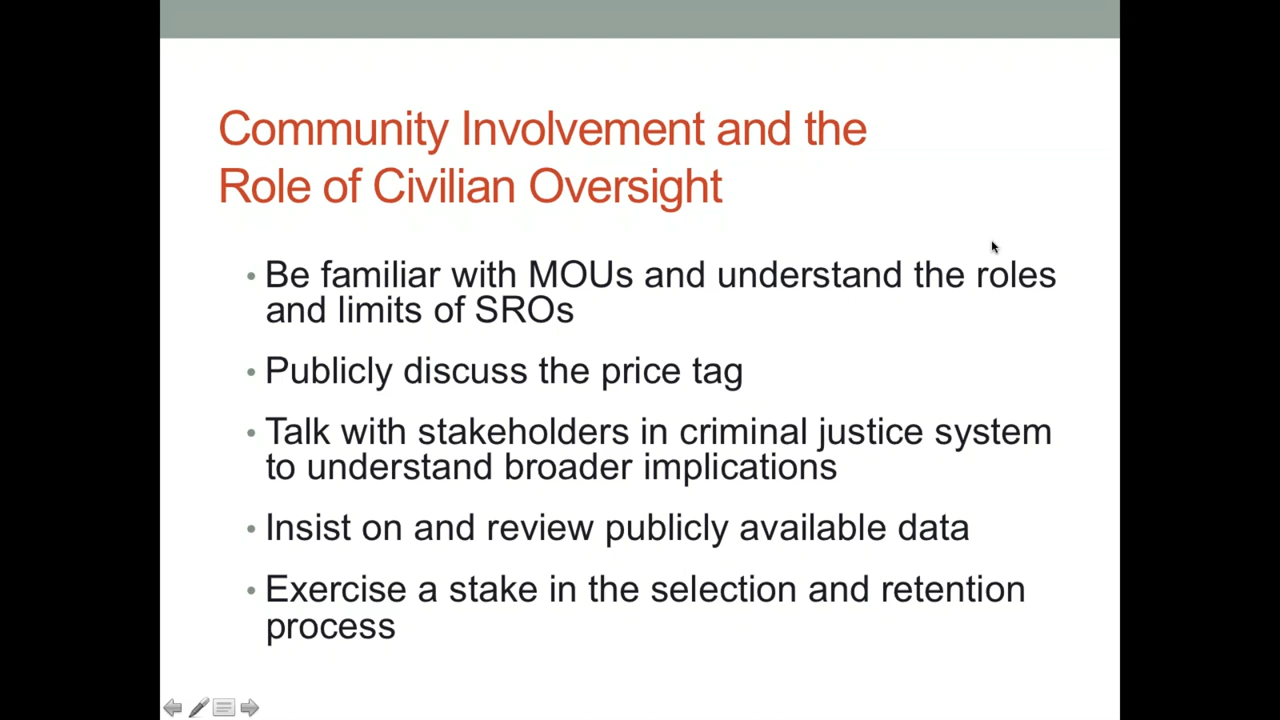 Community Involvement and the
Role of Civilian Oversight
• Be familiar with MOUs and understand the roles
and limits of SROs
• Publicly discuss the price tag
• Talk with stakeholders in criminal justice system
to understand broader implications
• Insist on and review publicly available data
• Exercise a stake in the selection and retention
process